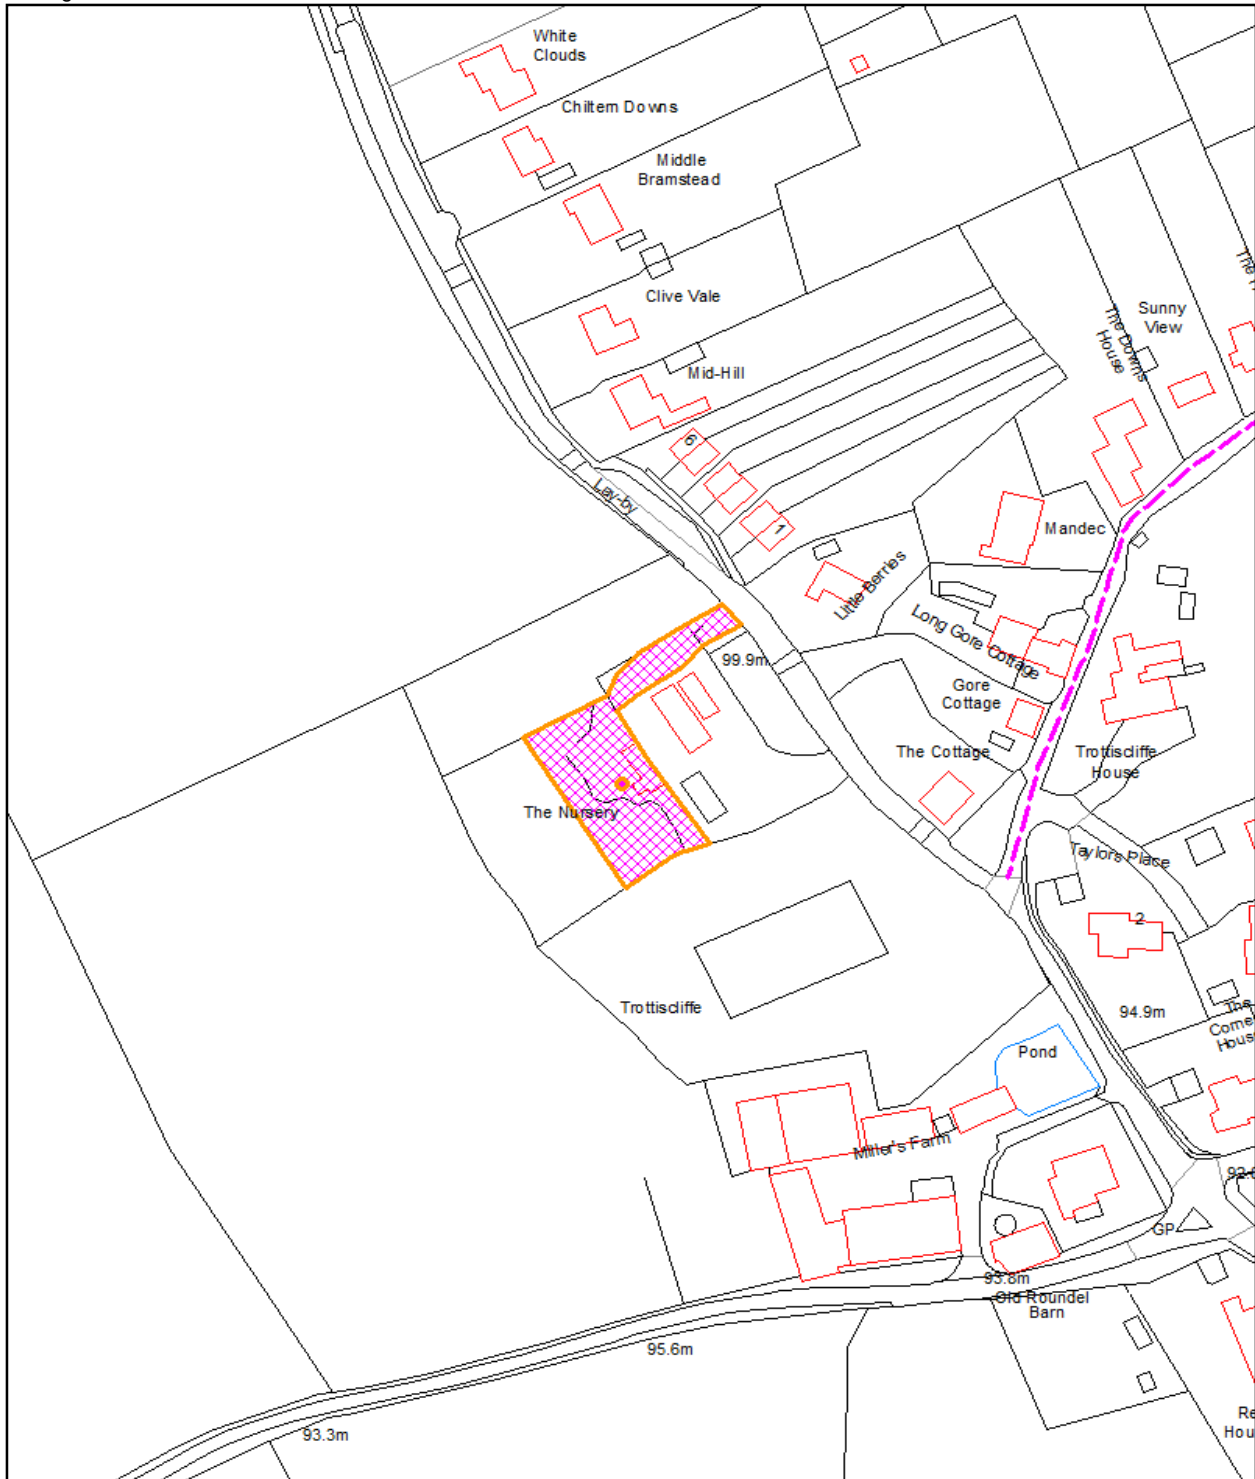 White
Clouds
Chiltern Downs
Middle
Bramstead
Clive Vale
Sunny
View
The Downs
House
Mid-Hill
6
Lay-by
1
Mandec
Little Berries
Long Gore Cottage
99.9m
Gore
Cottage
The Cottage
Trottiscliffe
House
The Nursery
Taylors Place
2
Trottiscliffe
94.9m
The
Pond
Miller's Farm
GP
93.8m
Old Roundel
Barn
95.6m
93.3m